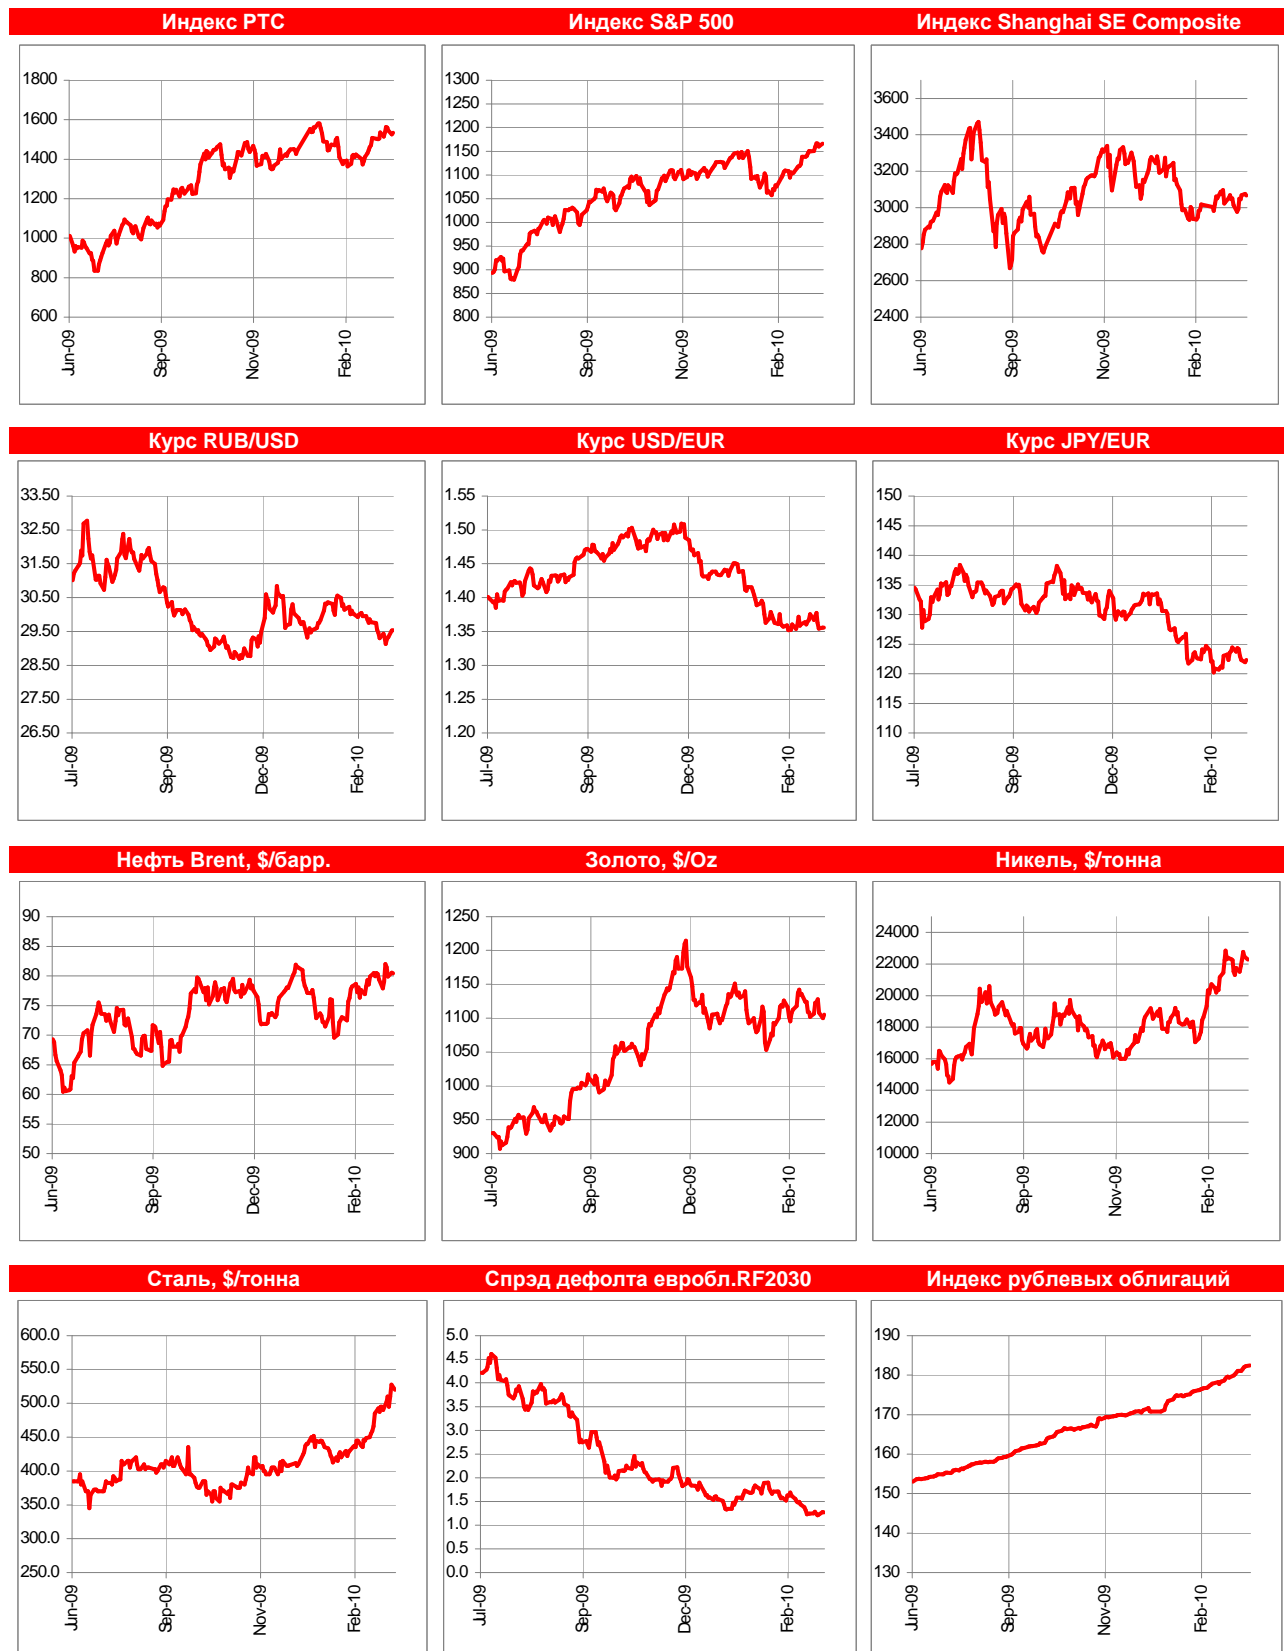 Индекс РТС
1800
1600
1400
1200
1000
800
600
Jun-09
Sep-09
Nov-09
Feb-10
Индекс S&P 500
1300
1250
1200
1150
1100
1050
1000
950
900
850
800
Jun-09
Sep-09
Nov-09
Feb-10
Индекс Shanghai SE Composite
3600
3400
3200
3000
2800
2600
2400
Jun-09
Sep-09
Nov-09
Feb-10
Курс RUB/USD
33.50
32.50
31.50
30.50
29.50
28.50
27.50
26.50
Jul-09
Sep-09
Dec-09
Feb-10
Курс USD/EUR
1.55
1.50
1.45
1.40
1.35
1.30
1.25
1.20
Jul-09
Sep-09
Dec-09
Feb-10
Курс JPY/EUR
150
145
140
135
130
125
120
115
110
Jul-09
Sep-09
Dec-09
Feb-10
Нефть Brent, $/барр.
90
85
80
75
70
65
60
55
50
Jun-09
Sep-09
Dec-09
Feb-10
Золото, $/Oz
1250
1200
1150
1100
1050
1000
950
900
Jul-09
Sep-09
Dec-09
Feb-10
Никель, $/тонна
24000
22000
20000
18000
16000
14000
12000
10000
Jun-09
Sep-09
Nov-09
Feb-10
Сталь, $/тонна
600.0
550.0
500.0
450.0
400.0
350.0
300.0
250.0
Jun-09
Sep-09
Nov-09
Feb-10
Спрэд дефолта евробл.RF2030
5.0
4.5
4.0
3.5
3.0
2.5
2.0
1.5
1.0
0.5
0.0
Jul-09
Sep-09
Dec-09
Feb-10
Индекс рублевых облигаций
190
180
170
160
150
140
130
Jun-09
Sep-09
Nov-09
Feb-10